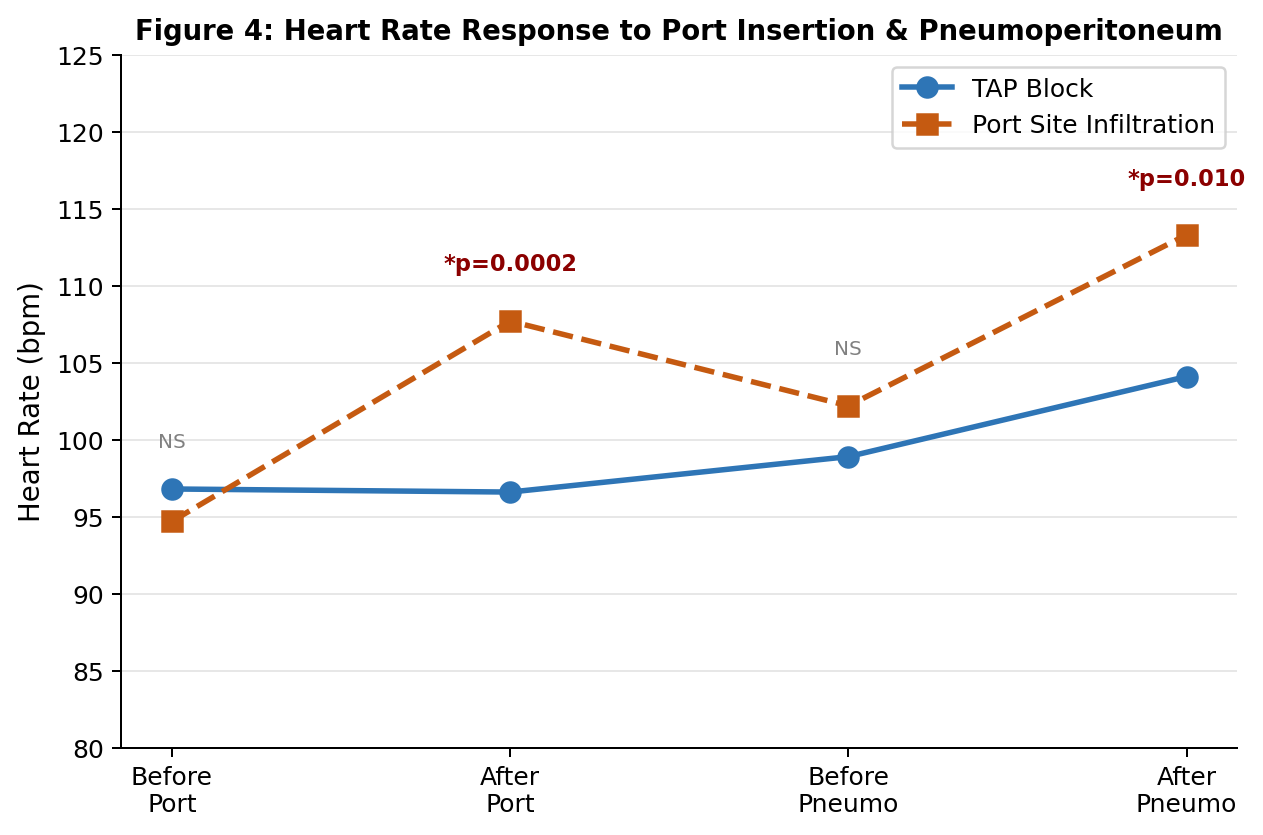 Figure 4: Heart Rate Response to Port Insertion & Pneumoperitoneum
TAP Block
Port Site Infiltration
Heart Rate (bpm)
125
120
115
110
105
100
95
90
85
80
NS
*p=0.0002
NS
*p=0.010
Before
Port
After
Port
Before
Pneumo
After
Pneumo